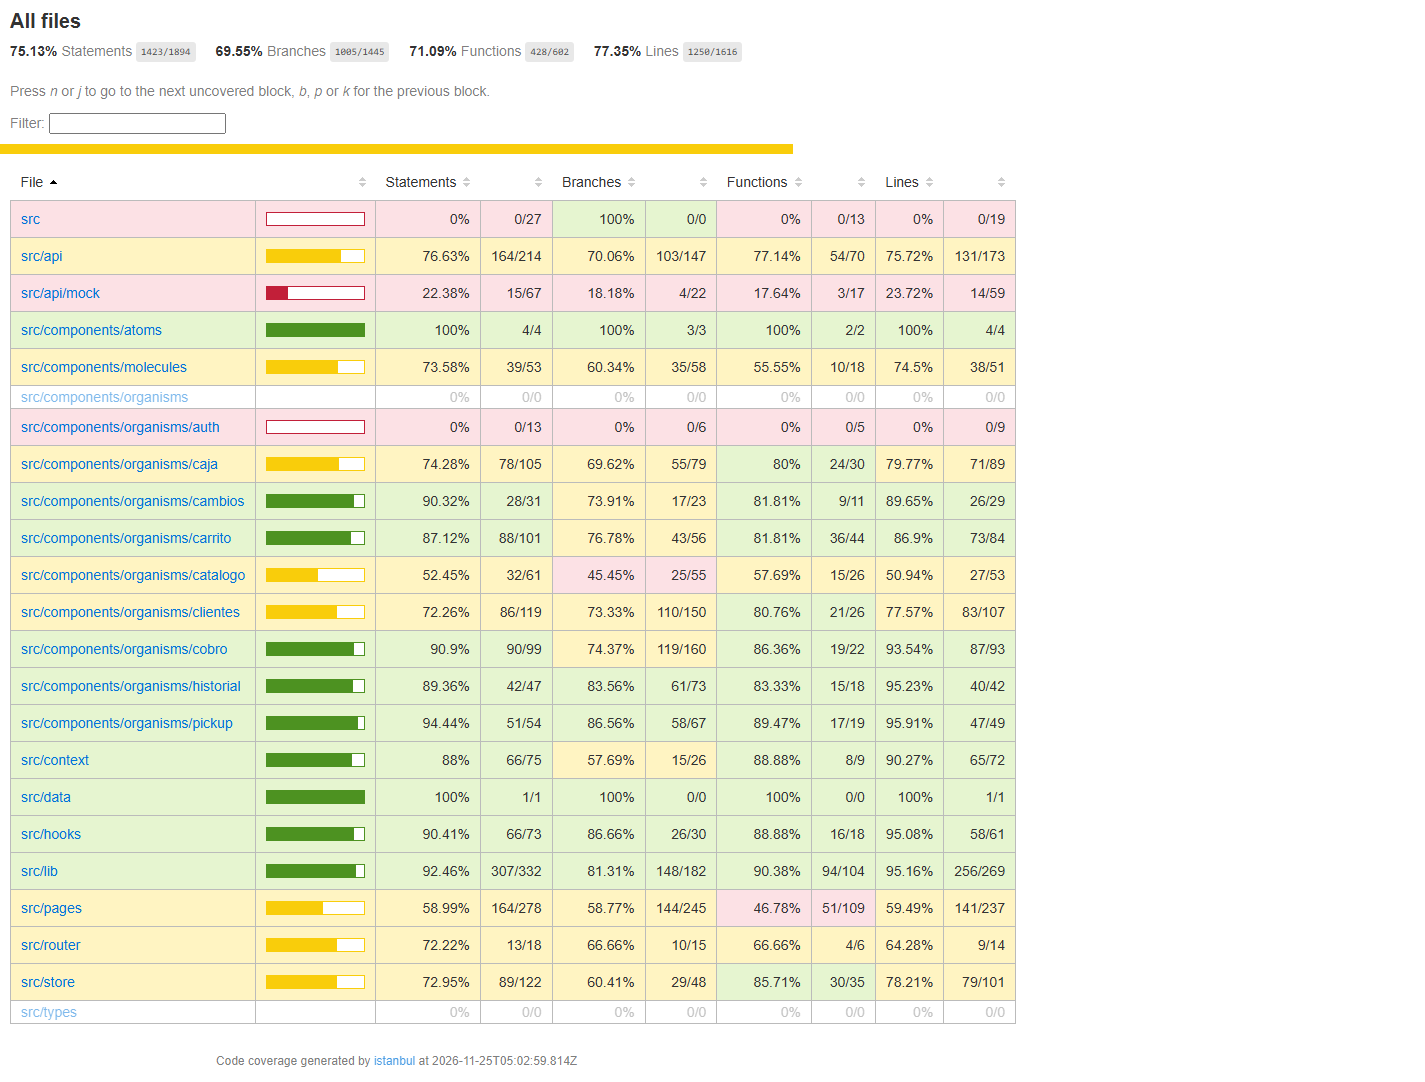 All files
75.13% Statements 1423/1894 69.55% Branches 1005/1445 71.09% Functions 428/602 77.35% Lines 1250/1616
Press n or j to go to the next uncovered block, b, p or k for the previous block.
Filter:
File Statements Branches Functions Lines
src 0% 0/27 100% 0/0 0% 0/13 0% 0/19
src/api 76.63% 164/214 70.06% 103/147 77.14% 54/70 75.72% 131/173
src/api/mock 22.38% 15/67 18.18% 4/22 17.64% 3/17 23.72% 14/59
src/components/atoms 100% 4/4 100% 3/3 100% 2/2 100% 4/4
src/components/molecules 73.58% 39/53 60.34% 35/58 55.55% 10/18 74.5% 38/51
src/components/organisms 0% 0/0 0% 0/0 0% 0/0 0% 0/0
src/components/organisms/auth 0% 0/13 0% 0/6 0% 0/5 0% 0/9
src/components/organisms/caja 74.28% 78/105 69.62% 55/79 80% 24/30 79.77% 71/89
src/components/organisms/cambios 90.32% 28/31 73.91% 17/23 81.81% 9/11 89.65% 26/29
src/components/organisms/carrito 87.12% 88/101 76.78% 43/56 81.81% 36/44 86.9% 73/84
src/components/organisms/catalogo 52.45% 32/61 45.45% 25/55 57.69% 15/26 50.94% 27/53
src/components/organisms/clientes 72.26% 86/119 73.33% 110/150 80.76% 21/26 77.57% 83/107
src/components/organisms/cobro 90.9% 90/99 74.37% 119/160 86.36% 19/22 93.54% 87/93
src/components/organisms/historial 89.36% 42/47 83.56% 61/73 83.33% 15/18 95.23% 40/42
src/components/organisms/pickup 94.44% 51/54 86.56% 58/67 89.47% 17/19 95.91% 47/49
src/context 88% 66/75 57.69% 15/26 88.88% 8/9 90.27% 65/72
src/data 100% 1/1 100% 0/0 100% 0/0 100% 1/1
src/hooks 90.41% 66/73 86.66% 26/30 88.88% 16/18 95.08% 58/61
src/lib 92.46% 307/332 81.31% 148/182 90.38% 94/104 95.16% 256/269
src/pages 58.99% 164/278 58.77% 144/245 46.78% 51/109 59.49% 141/237
src/router 72.22% 13/18 66.66% 10/15 66.66% 4/6 64.28% 9/14
src/store 72.95% 89/122 60.41% 29/48 85.71% 30/35 78.21% 79/101
src/types 0% 0/0 0% 0/0 0% 0/0 0% 0/0
Code coverage generated by istanbul at 2026-11-25T05:02:59.814Z